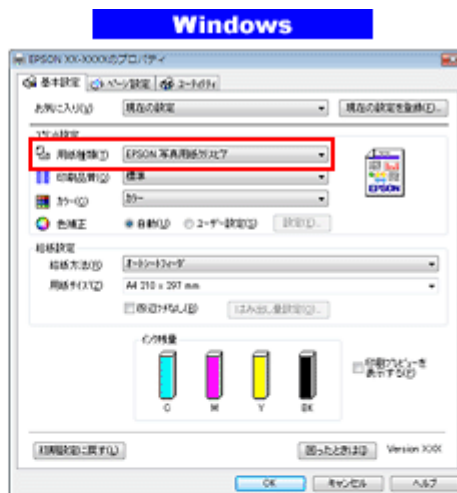 Windows
EPSON XX-XXXXのプロパティ
基本設定 ページ設定 ユーティリティ
お気に入り(V) 現在の設定 現在の設定を登録(E)...
用紙種類(T) EPSON 写真用紙クリスピア
印刷品質(Q) 標準
カラー(C) カラー
EPSON
色補正 自動(U) ユーザー設定(S) 設定(D)...
給紙設定
給紙方法(R) オートシートフィーダ
用紙サイズ(Z) A4 210 x 297 mm
四辺フチなし(B) はみ出し量設定(G)...
インク残量
印刷プレビューを
表示する(P)
C M Y BK
初期設定に戻す(L) 困ったときは(J) Version XXX
OK キャンセル ヘルプ